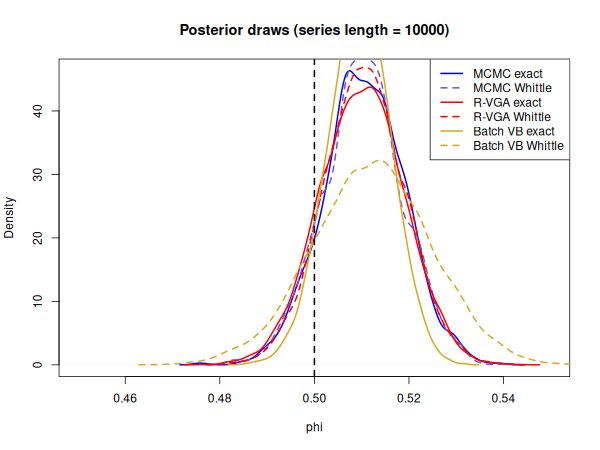 Posterior draws (series length = 10000)
MCMC exact
MCMC Whittle
R-VGA exact
R-VGA Whittle
Batch VB exact
Batch VB Whittle
Density
40
30
20
10
0
0.46
0.48
0.50
0.52
0.54
phi